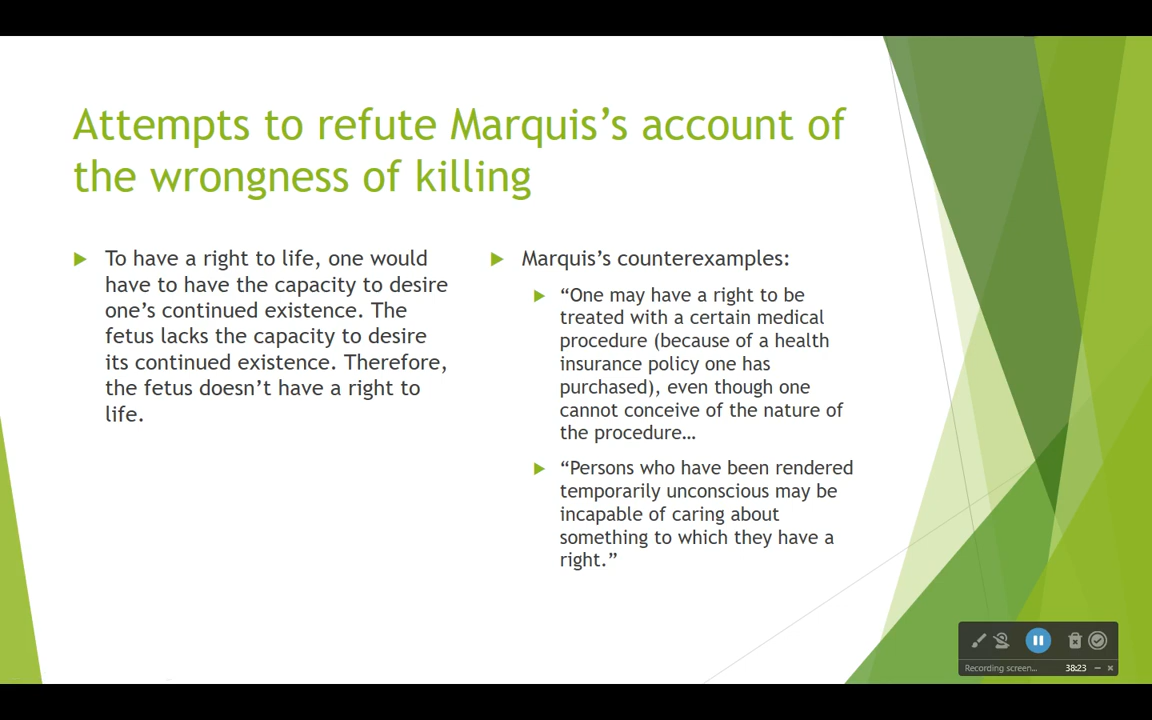 Attempts to refute Marquis’s account of
the wrongness of killing
To have a right to life, one would
have to have the capacity to desire
one’s continued existence. The
fetus lacks the capacity to desire
its continued existence. Therefore,
the fetus doesn’t have a right to
life.
Marquis’s counterexamples:
“One may have a right to be
treated with a certain medical
procedure (because of a health
insurance policy one has
purchased), even though one
cannot conceive of the nature of
the procedure…
“Persons who have been rendered
temporarily unconscious may be
incapable of caring about
something to which they have a
right.”
Recording screen... 38:23